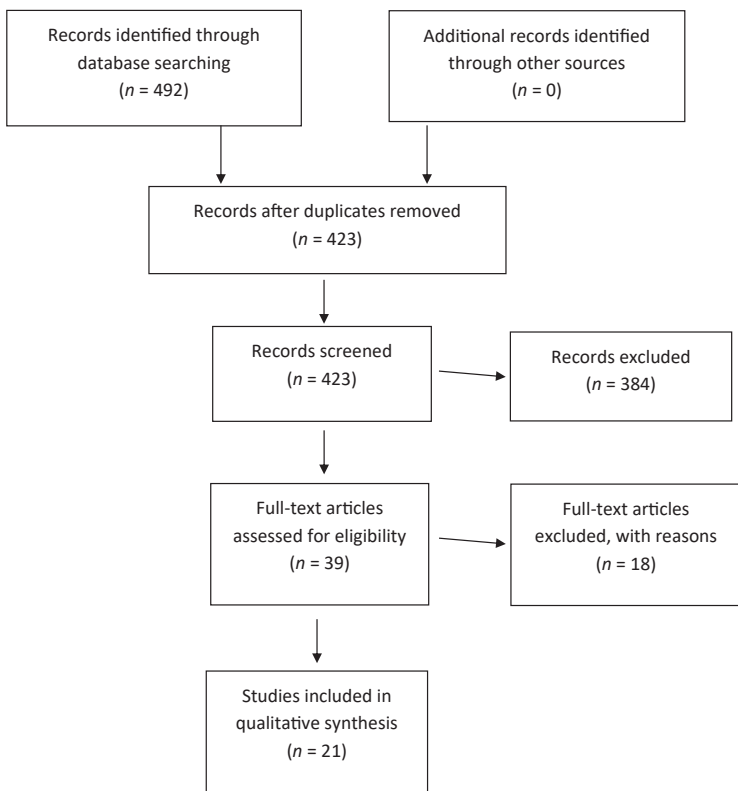 Records identified through
database searching
(n = 492)
Additional records identified
through other sources
(n = 0)
Records after duplicates removed
(n = 423)
Records screened
(n = 423)
Records excluded
(n = 384)
Full-text articles
assessed for eligibility
(n = 39)
Full-text articles
excluded, with reasons
(n = 18)
Studies included in
qualitative synthesis
(n = 21)